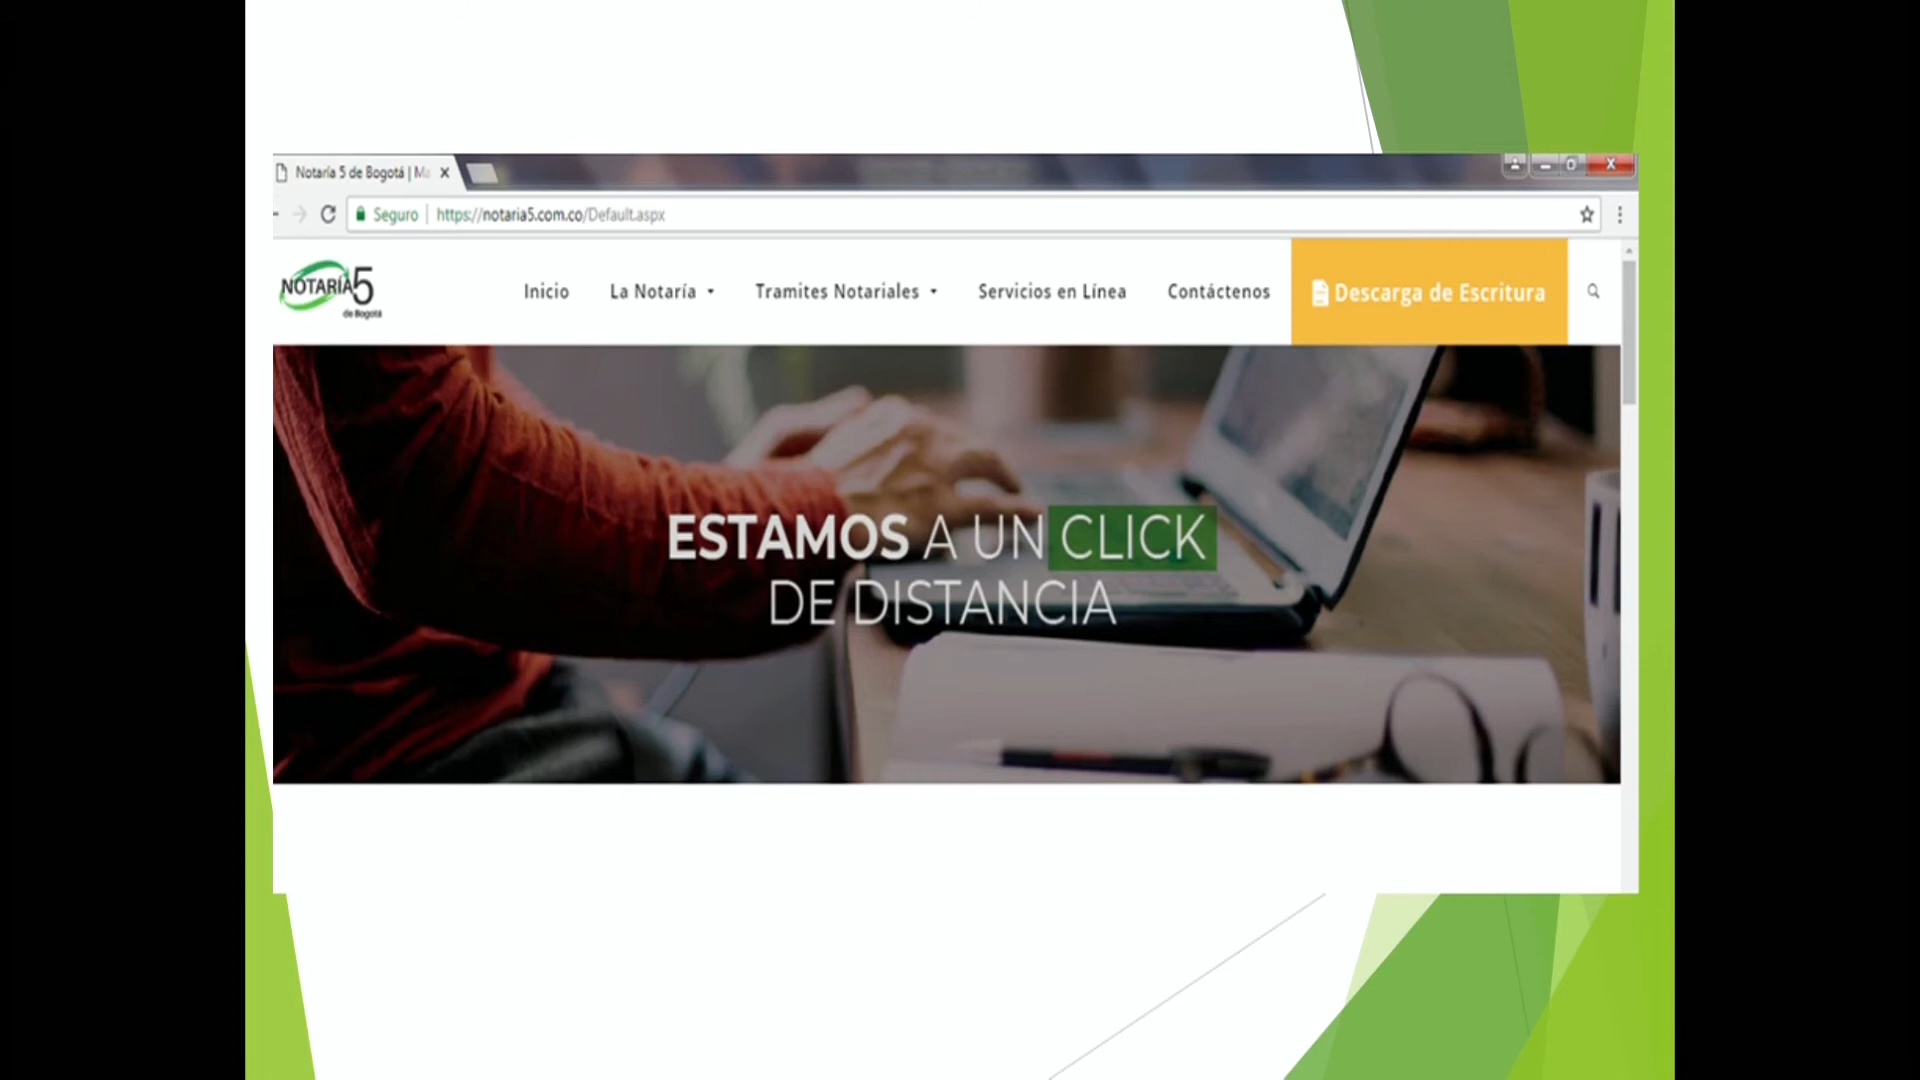 Notaría 5 de Bogotá | Ma
Seguro | https://notaria5.com.co/Default.aspx
NOTARÍA5
de Bogotá
Inicio
La Notaría
Tramites Notariales
Servicios en Línea
Contáctenos
Descarga de Escritura
ESTAMOS A UN CLICK
DE DISTANCIA